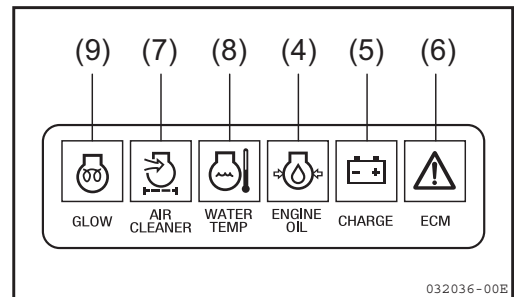 (9) (7) (8) (4) (5) (6)
GLOW AIR CLEANER WATER TEMP ENGINE OIL CHARGE ECM
032036-00E